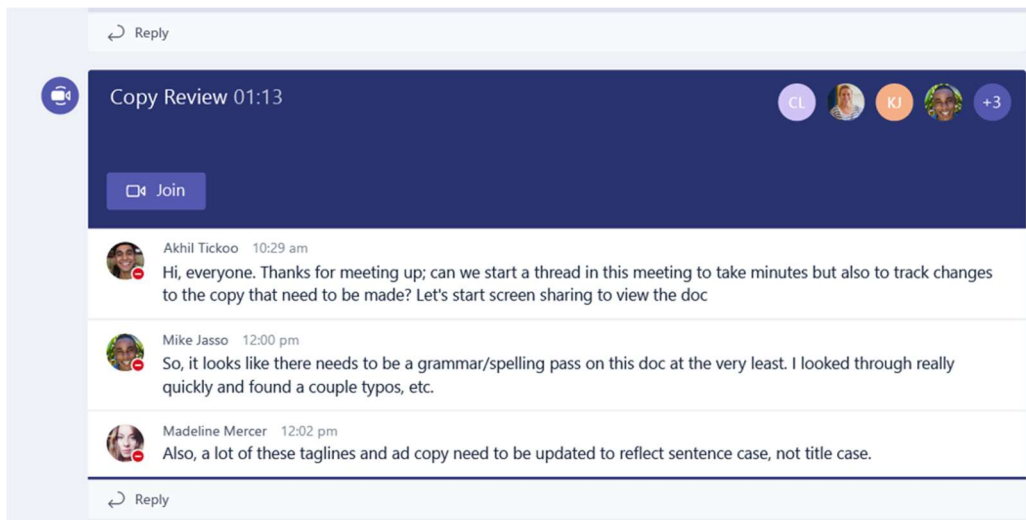 Reply
Copy Review 01:13
CL
KJ
+3
Join
Akhil Tickoo 10:29 am
Hi, everyone. Thanks for meeting up; can we start a thread in this meeting to take minutes but also to track changes
to the copy that need to be made? Let's start screen sharing to view the doc
Mike Jasso 12:00 pm
So, it looks like there needs to be a grammar/spelling pass on this doc at the very least. I looked through really
quickly and found a couple typos, etc.
Madeline Mercer 12:02 pm
Also, a lot of these taglines and ad copy need to be updated to reflect sentence case, not title case.
Reply